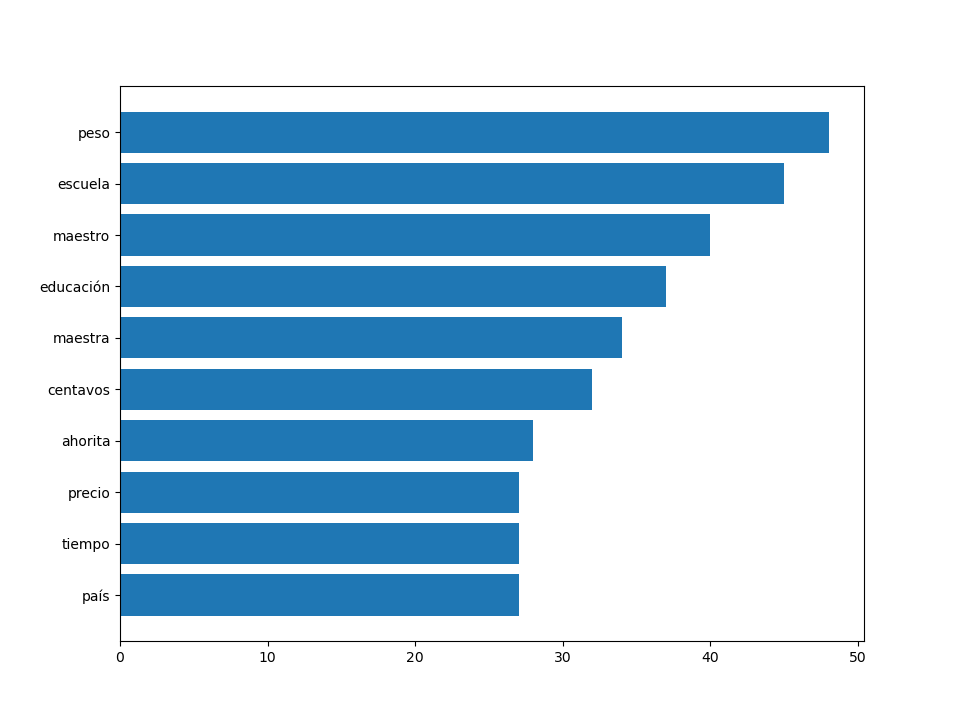 peso
escuela
maestro
educación
maestra
centavos
ahorita
precio
tiempo
país
0 10 20 30 40 50